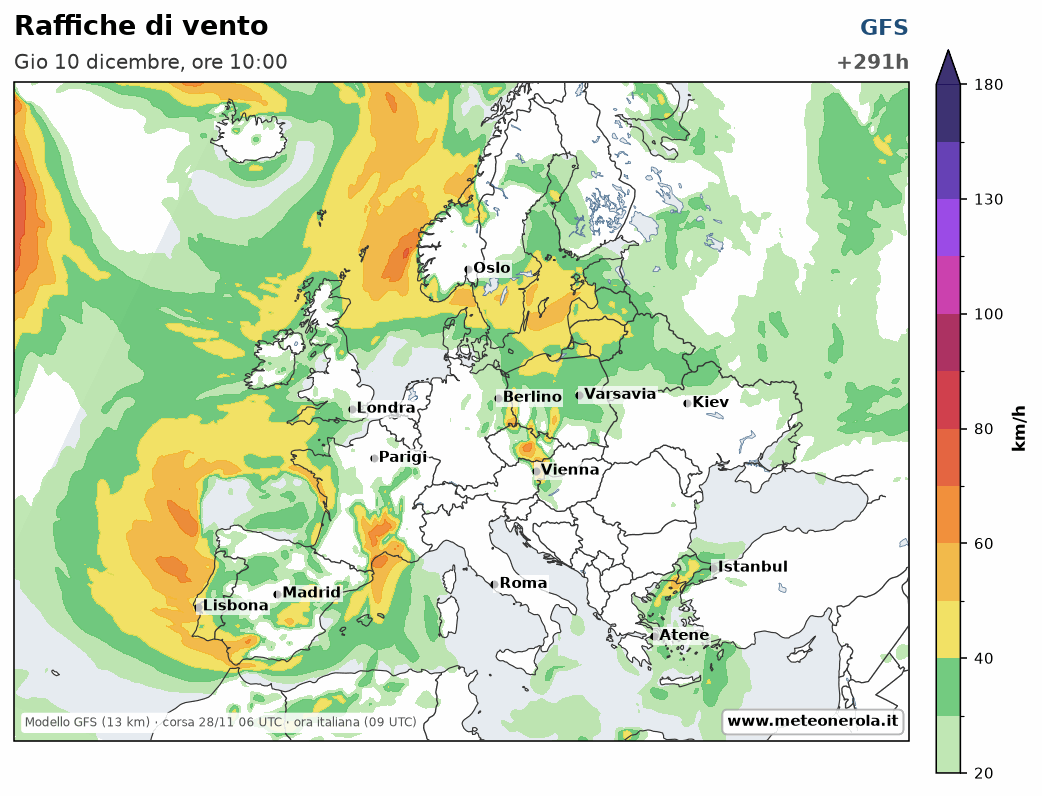 Raffiche di vento
GFS
Gio 10 dicembre, ore 10:00
+291h
180
130
100
80
60
40
20
km/h
Oslo
Berlino
Varsavia
Kiev
Londra
Parigi
Vienna
Istanbul
Roma
Madrid
Lisbona
Atene
Modello GFS (13 km) · corsa 28/11 06 UTC · ora italiana (09 UTC)
www.meteonerola.it